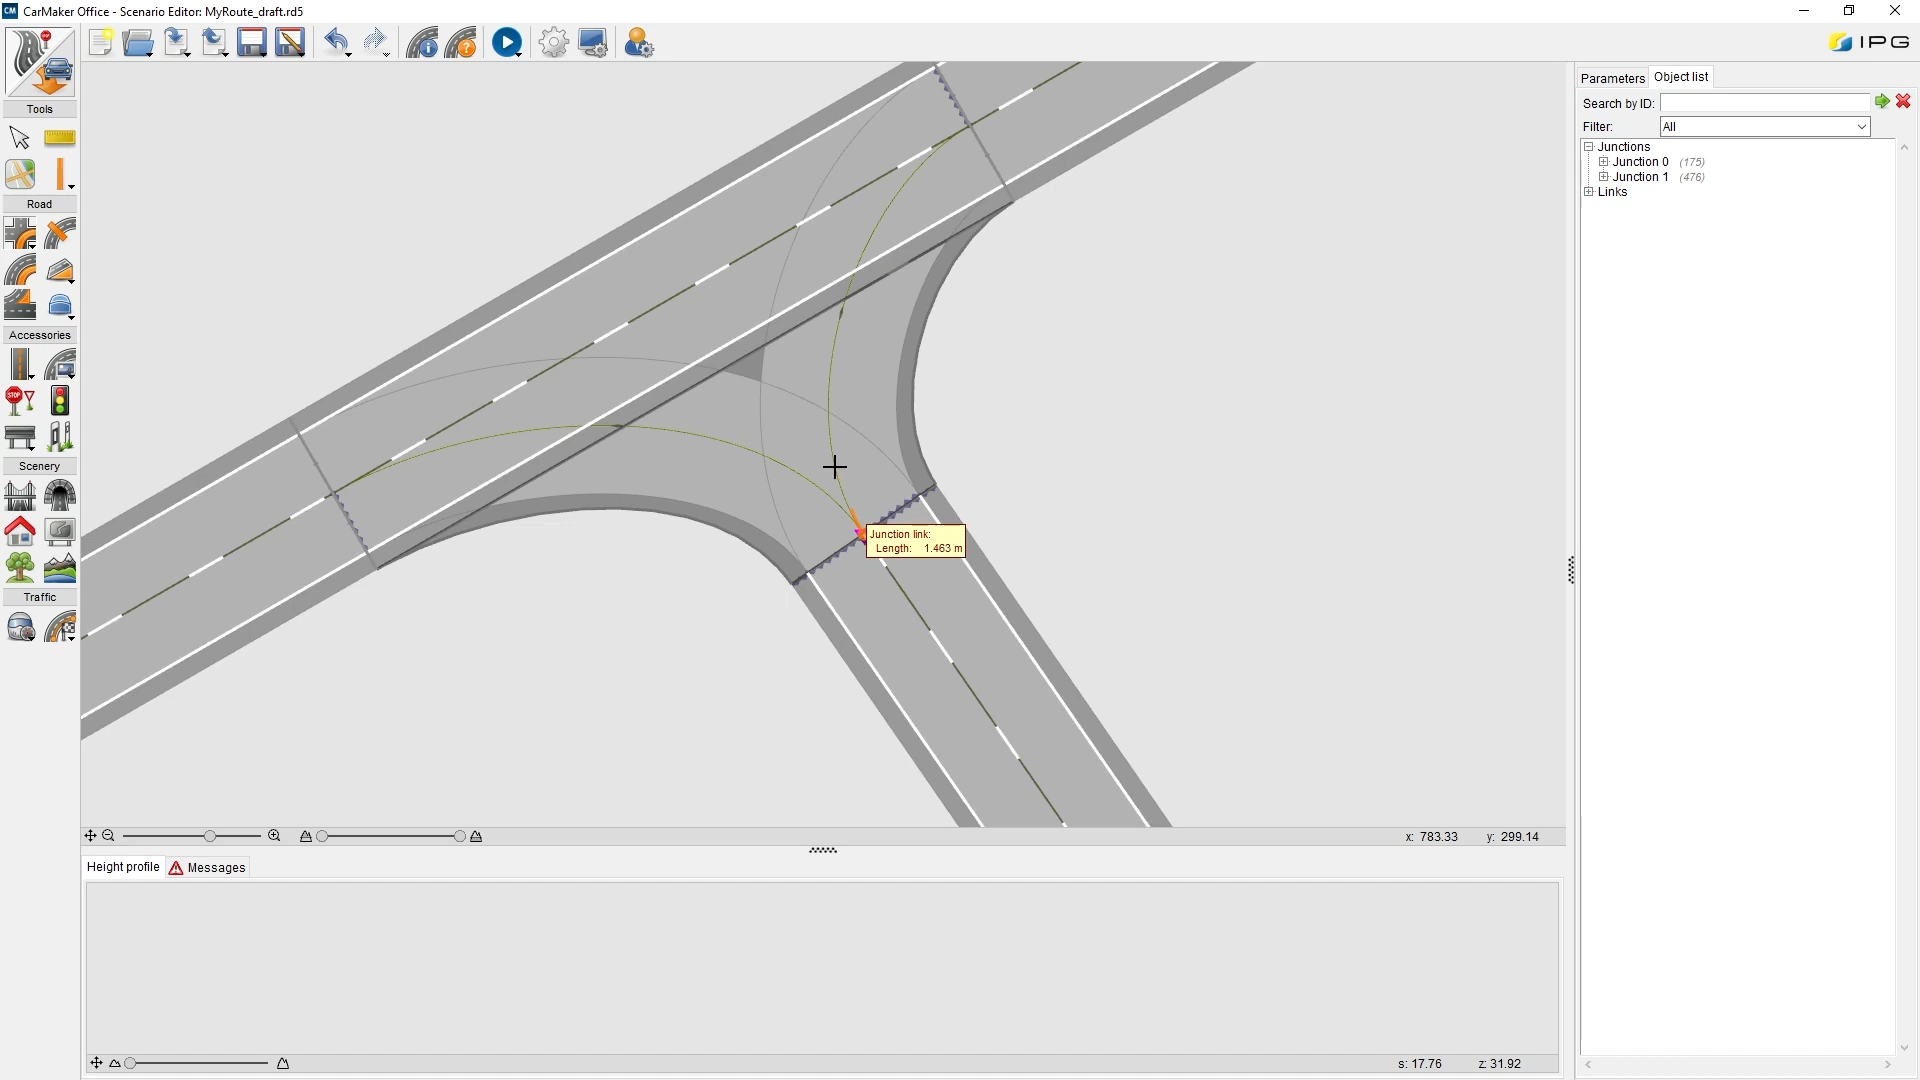 CM CarMaker Office - Scenario Editor: MyRoute_draft.rd5
IPG
Tools
Road
Accessories
STOP
Scenery
Traffic
Junction link:
Length: 1.463 m
x: 783.33 y: 299.14
Height profile Messages
s: 17.76 z: 31.92
Parameters Object list
Search by ID:
Filter: All
Junctions
Junction 0 (175)
Junction 1 (476)
Links